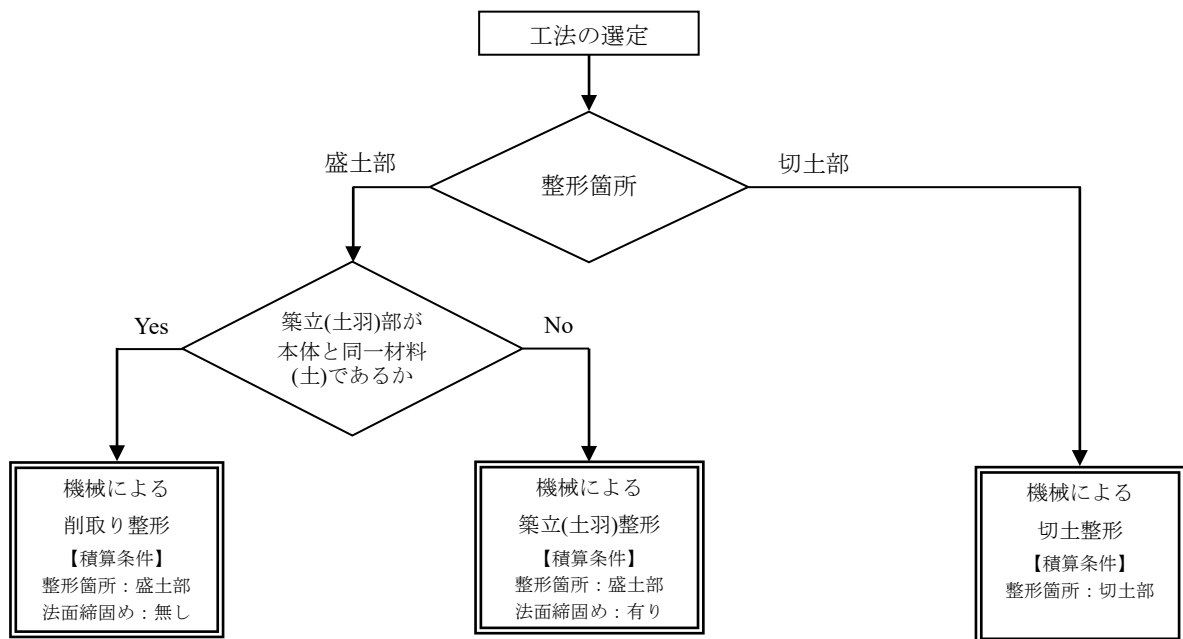 工法の選定
盛土部
整形箇所
切土部
Yes
築立(土羽)部が
本体と同一材料
(土)であるか
No
機械による
削取り整形
【積算条件】
整形箇所：盛土部
法面締固め：無し
機械による
築立(土羽)整形
【積算条件】
整形箇所：盛土部
法面締固め：有り
機械による
切土整形
【積算条件】
整形箇所：切土部